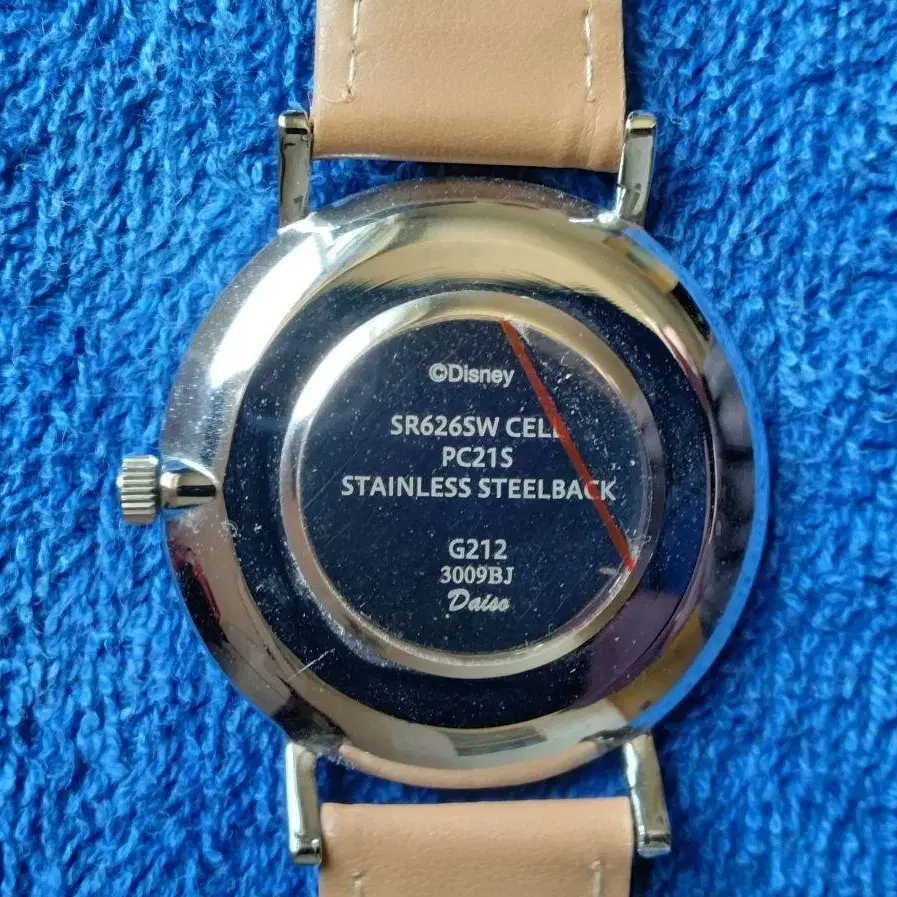 ©Disney
SR626SW CELL
PC21S
STAINLESS STEELBACK
G212
3009BJ
Daiso